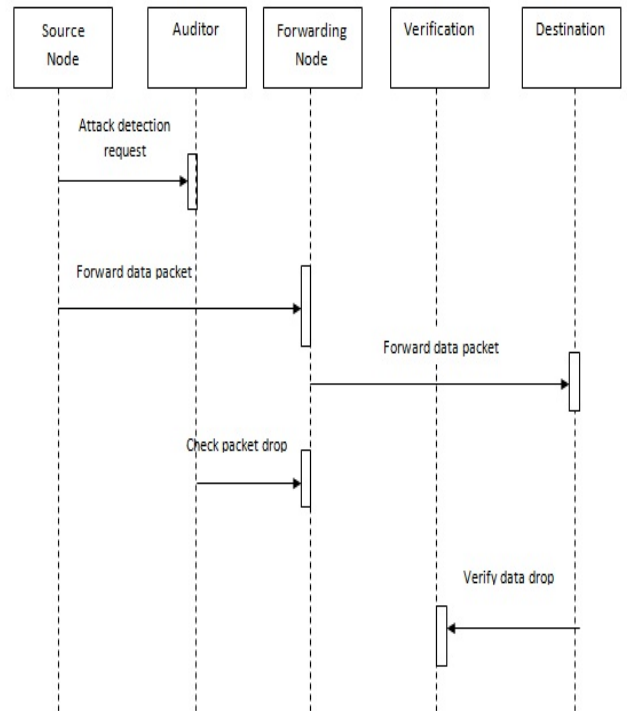 Source
Node
Auditor
Forwarding
Node
Verification
Destination
Attack detection
request
Forward data packet
Forward data packet
Check packet drop
Verify data drop